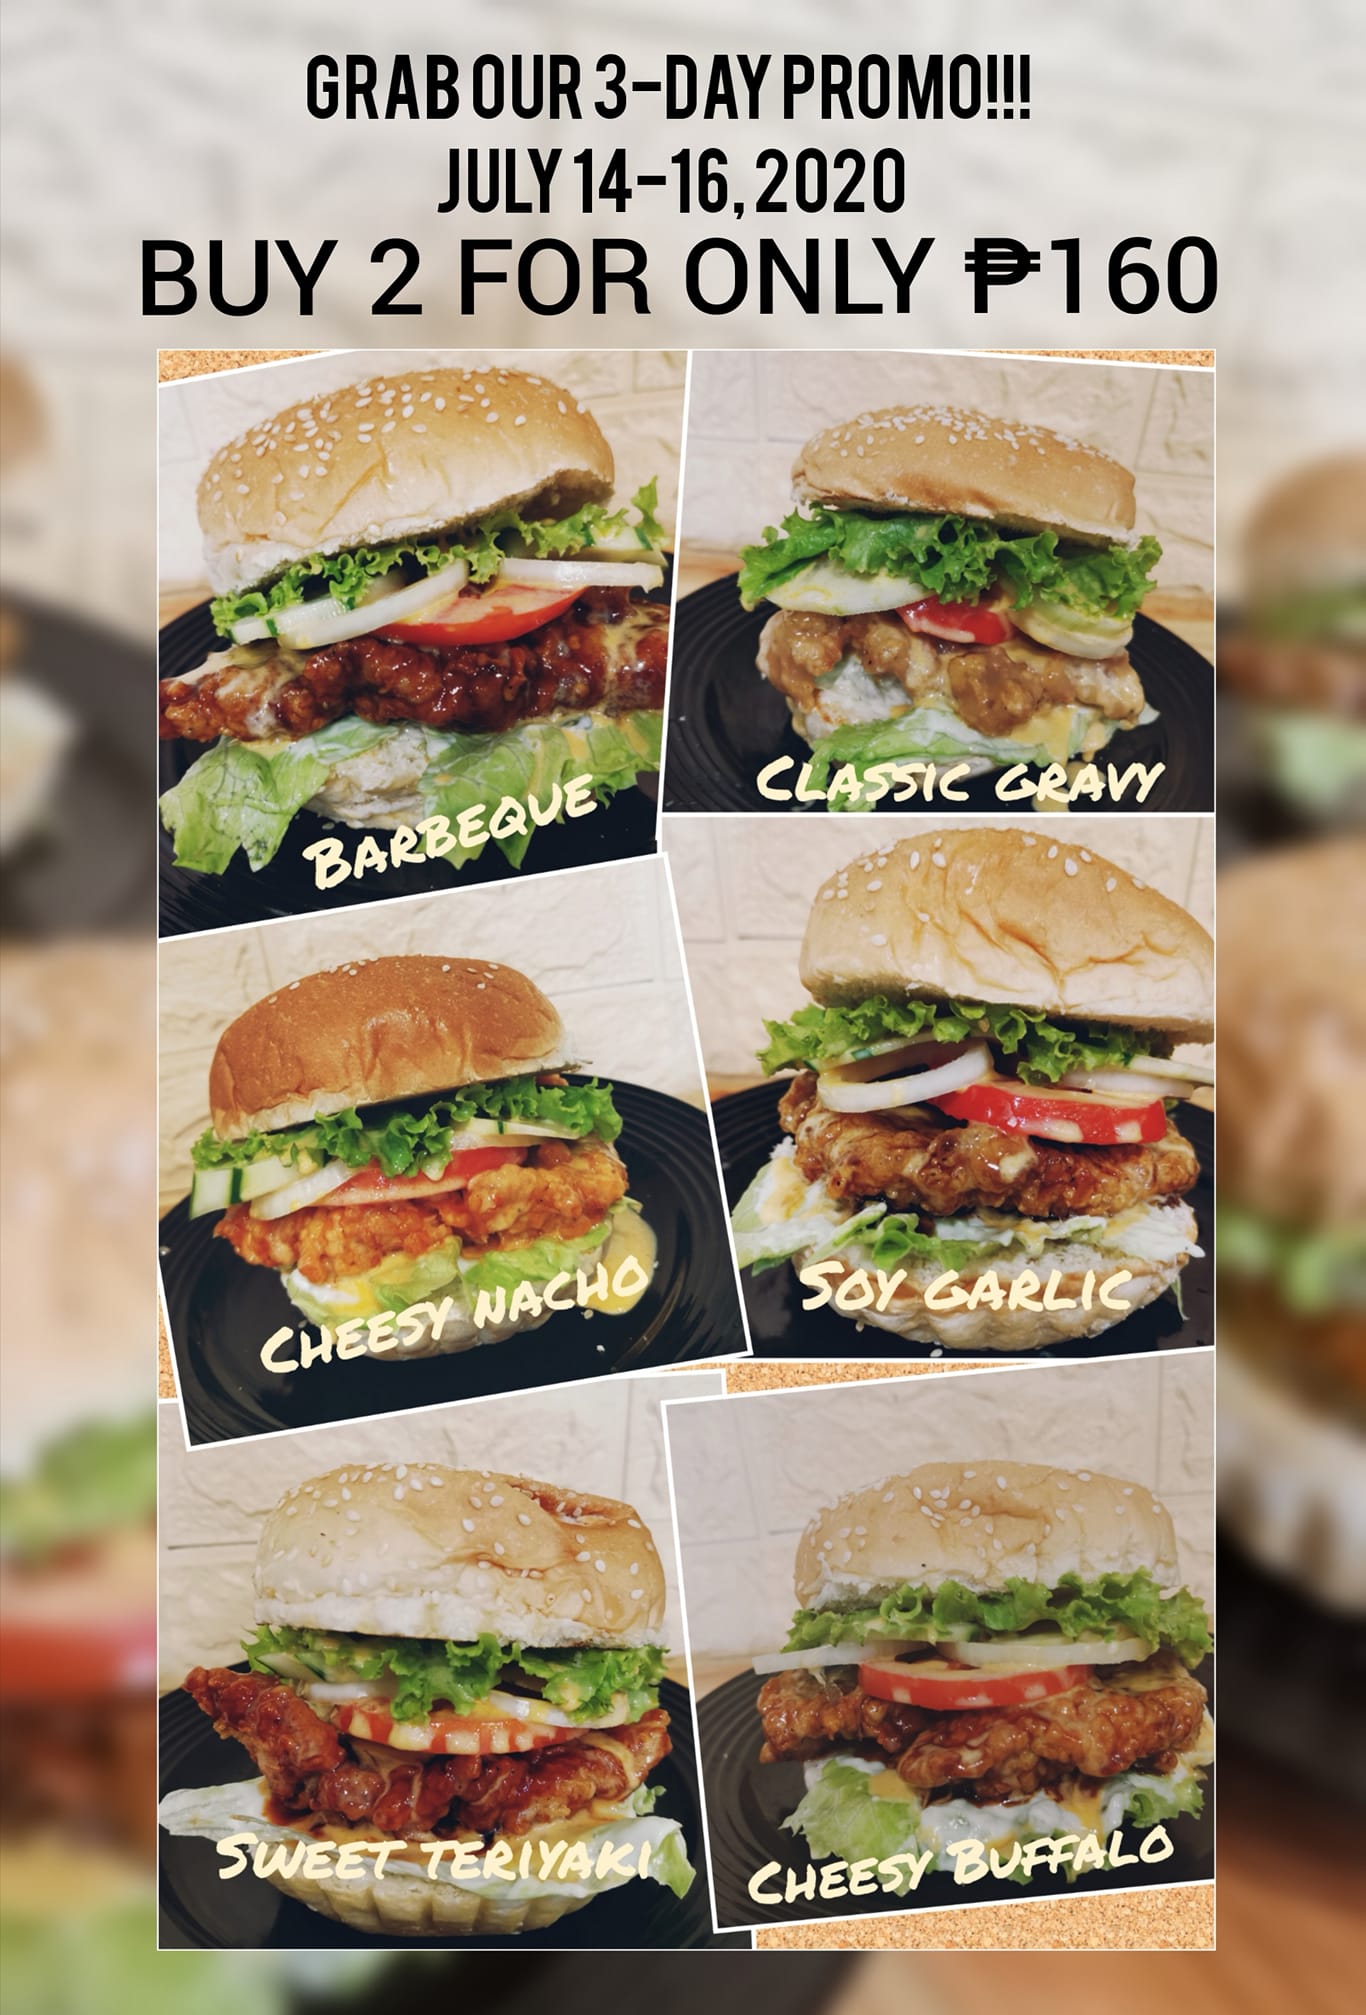 GRAB OUR 3-DAY PROMO!!!
JULY 14-16, 2020
BUY 2 FOR ONLY ₱160
BARBEQUE
CLASSIC GRAVY
CHEESY NACHO
SOY GARLIC
SWEET TERIYAKI
CHEESY BUFFALO